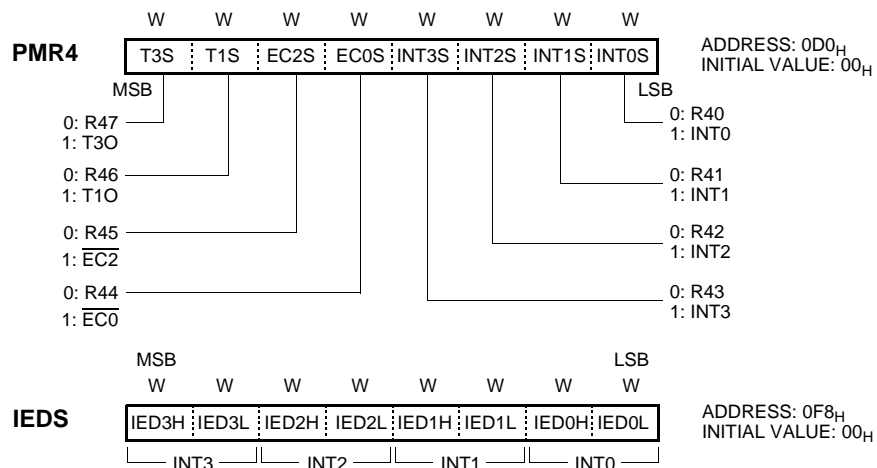 W W W W W W W W
PMR4 T3S T1S EC2S EC0S INT3S INT2S INT1S INT0S ADDRESS: 0D0H
INITIAL VALUE: 00H
MSB LSB
0: R47
1: T3O
0: R40
1: INT0
0: R46
1: T1O
0: R41
1: INT1
0: R45
1: EC2
0: R42
1: INT2
0: R44
1: EC0
0: R43
1: INT3
MSB LSB
W W W W W W W W
IEDS IED3H IED3L IED2H IED2L IED1H IED1L IED0H IED0L ADDRESS: 0F8H
INITIAL VALUE: 00H
INT3 INT2 INT1 INT0